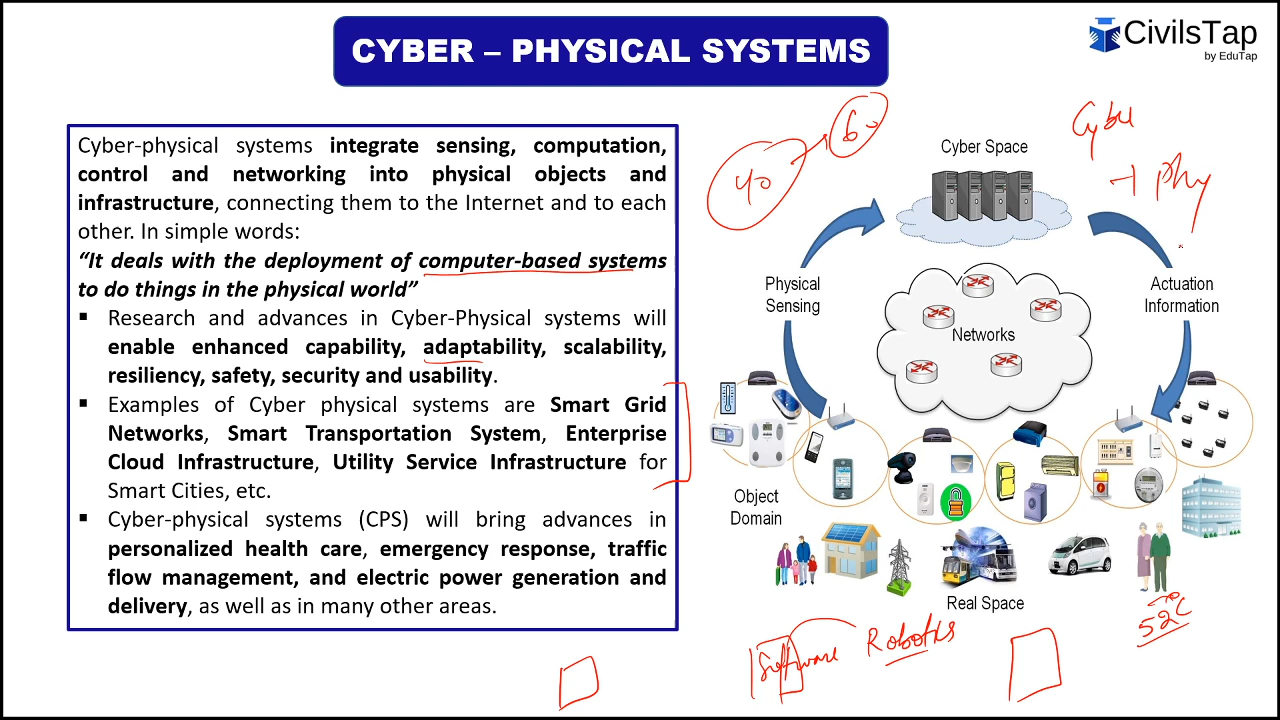 CYBER – PHYSICAL SYSTEMS
CivilsTap
by EduTap
Cyber-physical systems integrate sensing, computation,
control and networking into physical objects and
infrastructure, connecting them to the Internet and to each
other. In simple words:
“It deals with the deployment of computer-based systems
to do things in the physical world”
▪ Research and advances in Cyber-Physical systems will
enable enhanced capability, adaptability, scalability,
resiliency, safety, security and usability.
▪ Examples of Cyber physical systems are Smart Grid
Networks, Smart Transportation System, Enterprise
Cloud Infrastructure, Utility Service Infrastructure for
Smart Cities, etc.
▪ Cyber-physical systems (CPS) will bring advances in
personalized health care, emergency response, traffic
flow management, and electric power generation and
delivery, as well as in many other areas.
40
60
Cyber
+ Phy
Cyber Space
Physical
Sensing
Actuation
Information
Networks
Object
Domain
Real Space
Software Robotics